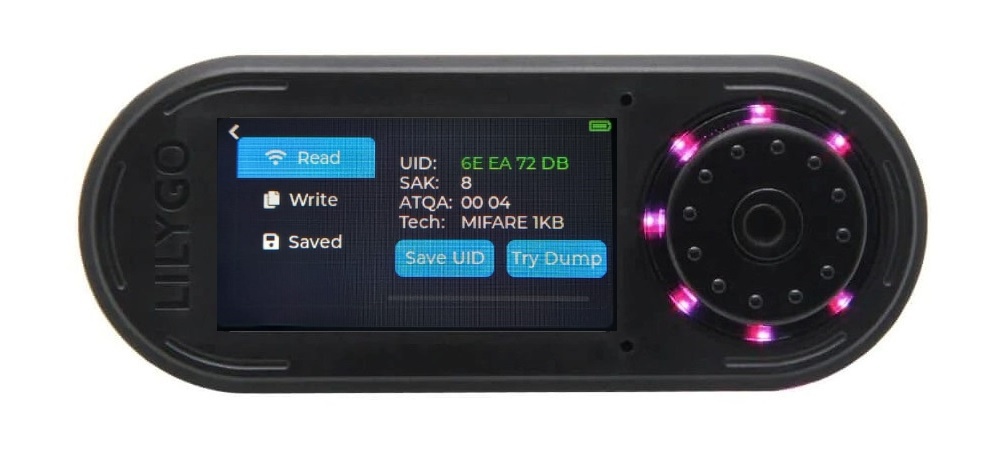 LILYGO
Read
Write
Saved
UID: 6E EA 72 DB
SAK: 8
ATQA: 00 04
Tech: MIFARE 1KB
Save UID
Try Dump